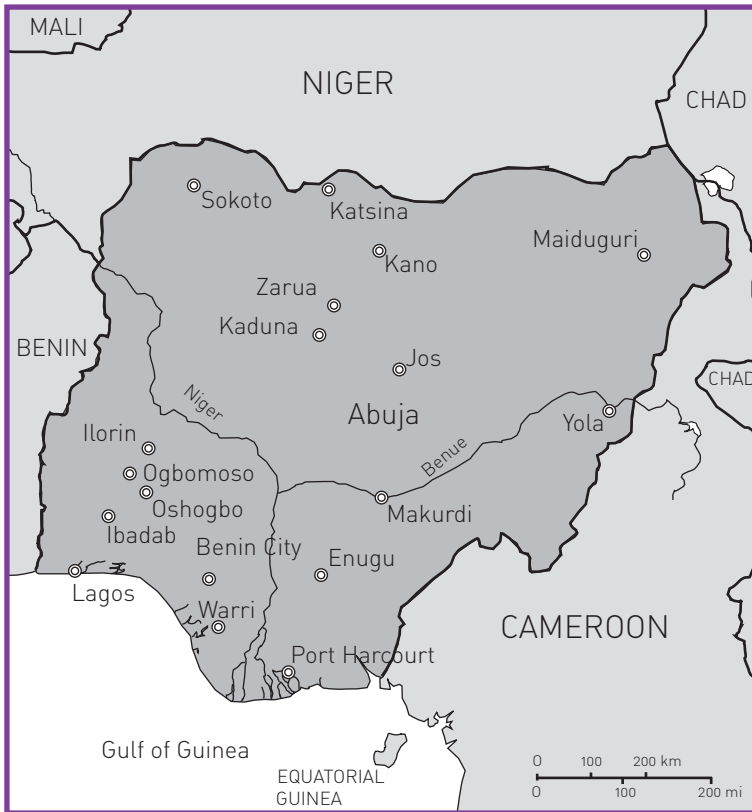 MALI
NIGER
CHAD
Sokoto
Katsina
Maiduguri
Kano
Zarua
Kaduna
BENIN
Jos
CHAD
Niger
Abuja
Yola
Ilorin
Benue
Ogbomoso
Oshogbo
Makurdi
Ibadab
Benin City
Enugu
Lagos
Warri
CAMEROON
Port Harcourt
Gulf of Guinea
EQUATORIAL
GUINEA
0 100 200 km
0 100 200 mi